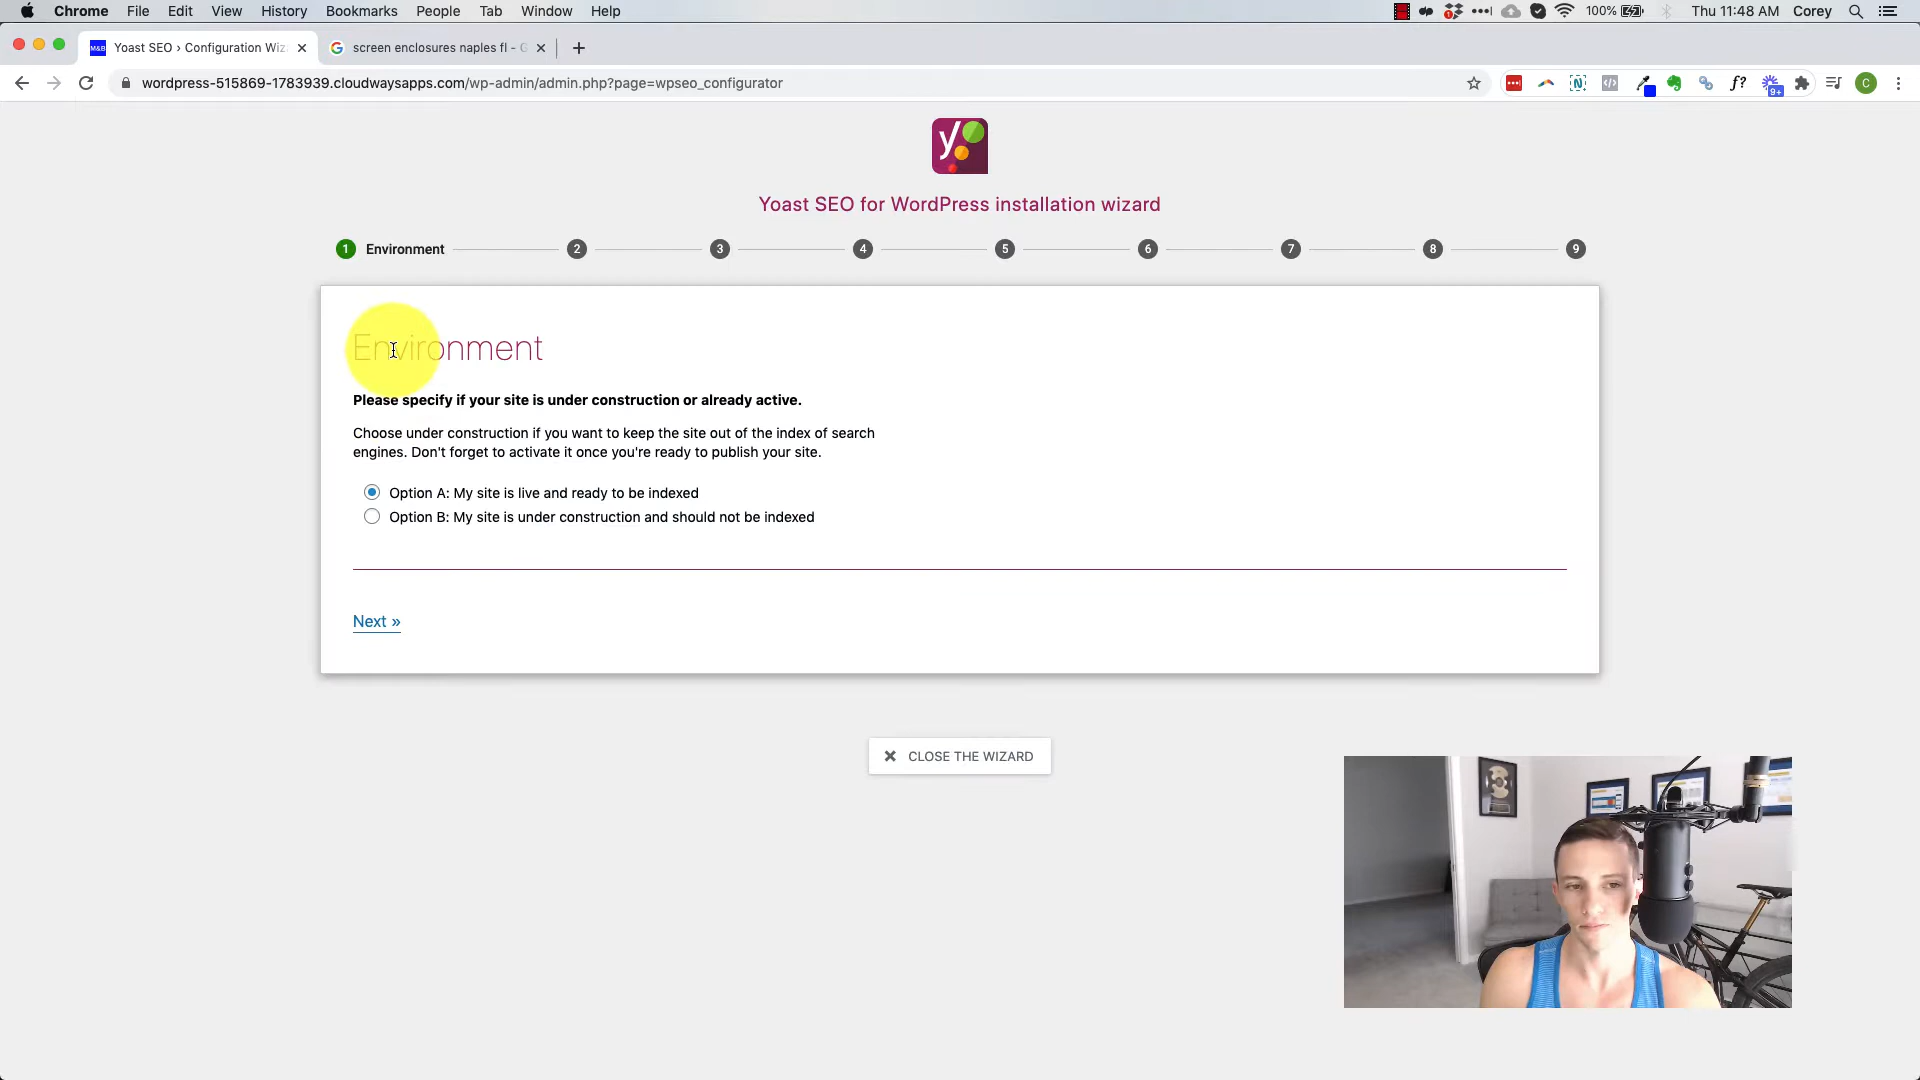 Chrome File Edit View History Bookmarks People Tab Window Help
100% Thu 11:48 AM Corey
Yoast SEO › Configuration Wiz
screen enclosures naples fl - G
wordpress-515869-1783939.cloudwaysapps.com/wp-admin/admin.php?page=wpseo_configurator
f?
9+
C
y
Yoast SEO for WordPress installation wizard
1 Environment 2 3 4 5 6 7 8 9
Environment
Please specify if your site is under construction or already active.
Choose under construction if you want to keep the site out of the index of search
engines. Don't forget to activate it once you're ready to publish your site.
Option A: My site is live and ready to be indexed
Option B: My site is under construction and should not be indexed
Next »
CLOSE THE WIZARD